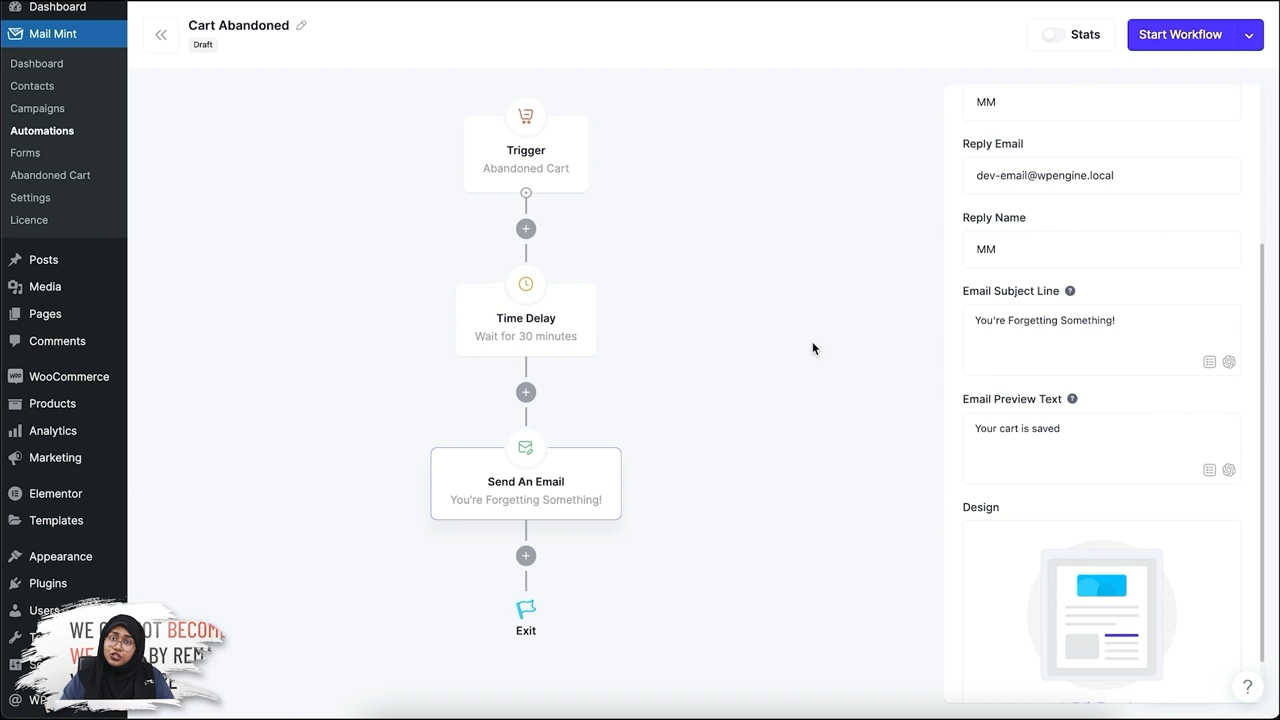 Dashboard
Mail Mint
Dashboard
Contacts
Campaigns
Automations
Forms
Abandoned Cart
Settings
Licence
Posts
Media
Pages
Comments
WooCommerce
Products
Analytics
Marketing
Elementor
Templates
Appearance
Plugins
Users
Cart Abandoned
Draft
Stats
Start Workflow
Trigger
Abandoned Cart
Time Delay
Wait for 30 minutes
Send An Email
You're Forgetting Something!
Exit
MM
Reply Email
dev-email@wpengine.local
Reply Name
MM
Email Subject Line
You're Forgetting Something!
Email Preview Text
Your cart is saved
Design
WE
BY